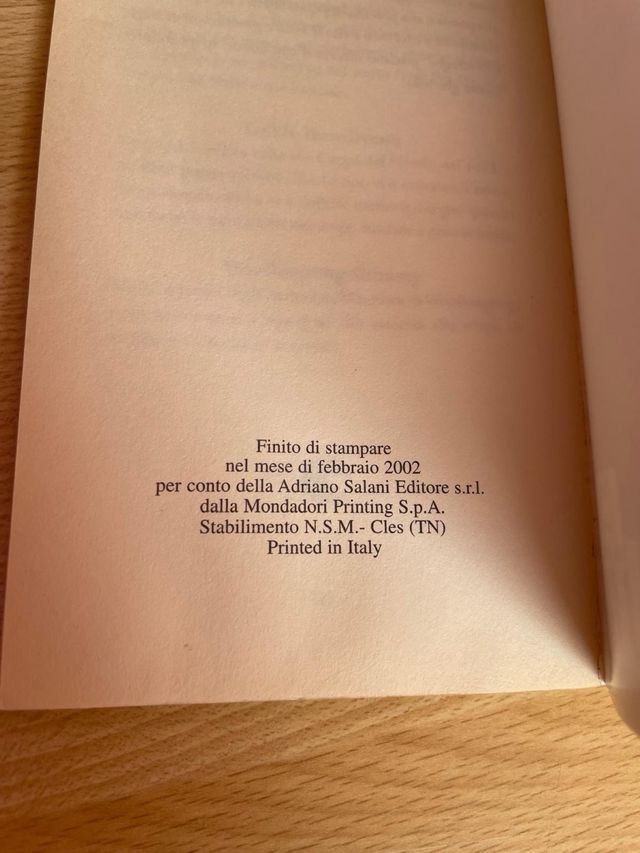 Finito di stampare
nel mese di febbraio 2002
per conto della Adriano Salani Editore s.r.l.
dalla Mondadori Printing S.p.A.
Stabilimento N.S.M.- Cles (TN)
Printed in Italy